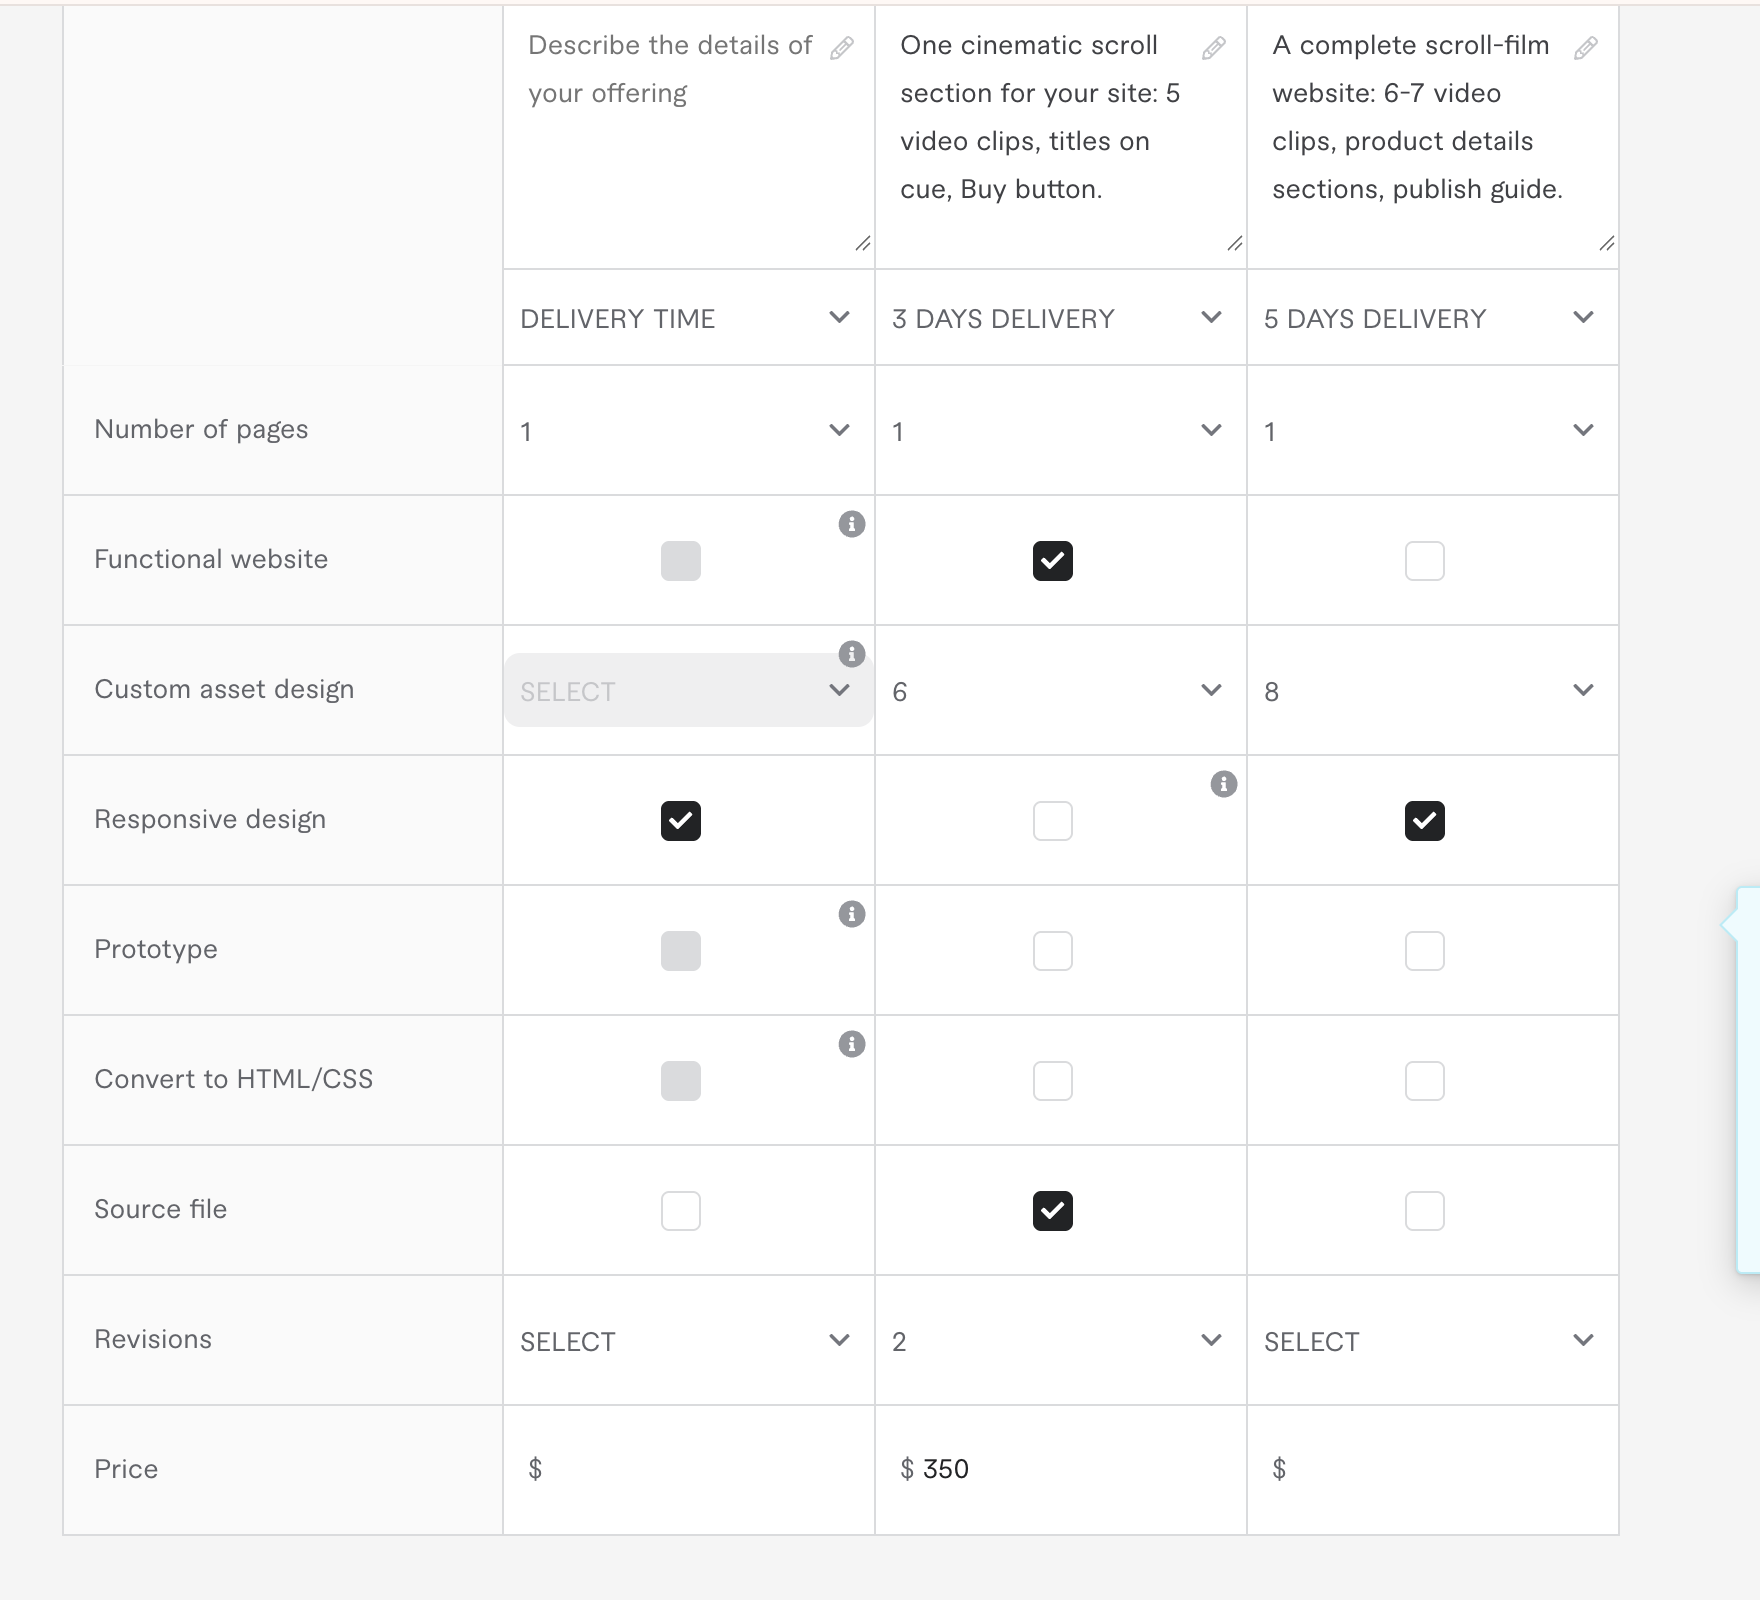 Describe the details of
your offering
One cinematic scroll
section for your site: 5
video clips, titles on
cue, Buy button.
A complete scroll-film
website: 6-7 video
clips, product details
sections, publish guide.
DELIVERY TIME
3 DAYS DELIVERY
5 DAYS DELIVERY
Number of pages
1
1
1
Functional website
Custom asset design
SELECT
6
8
Responsive design
Prototype
Convert to HTML/CSS
Source file
Revisions
SELECT
2
SELECT
Price
$
$ 350
$